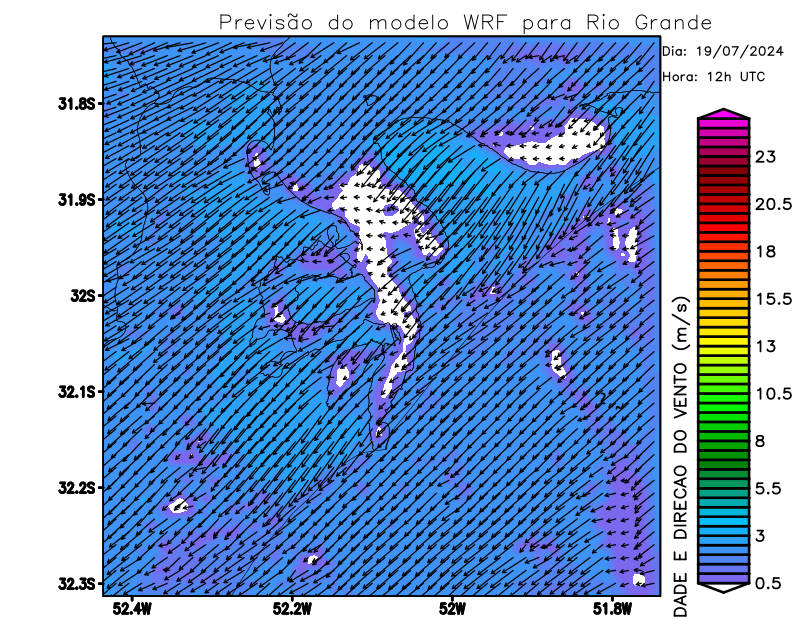 Previsão do modelo WRF para Rio Grande
Dia: 19/07/2024
Hora: 12h UTC
31.8S
31.9S
32S
32.1S
32.2S
32.3S
52.4W
52.2W
52W
51.8W
23
20.5
18
15.5
13
10.5
8
5.5
3
0.5
DADE E DIRECAO DO VENTO (m/s)